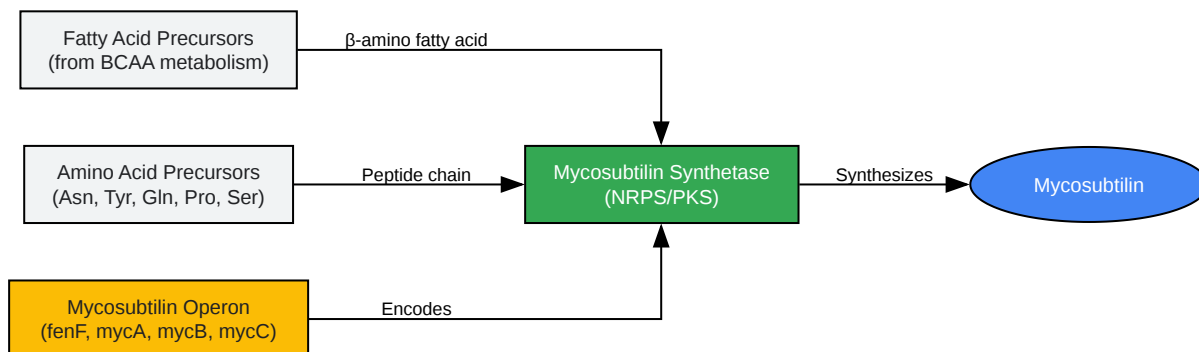 Fatty Acid Precursors
(from BCAA metabolism)
β-amino fatty acid
Amino Acid Precursors
(Asn, Tyr, Gln, Pro, Ser)
Peptide chain
Mycosubtilin Synthetase
(NRPS/PKS)
Synthesizes
Mycosubtilin
Mycosubtilin Operon
(fenF, mycA, mycB, mycC)
Encodes